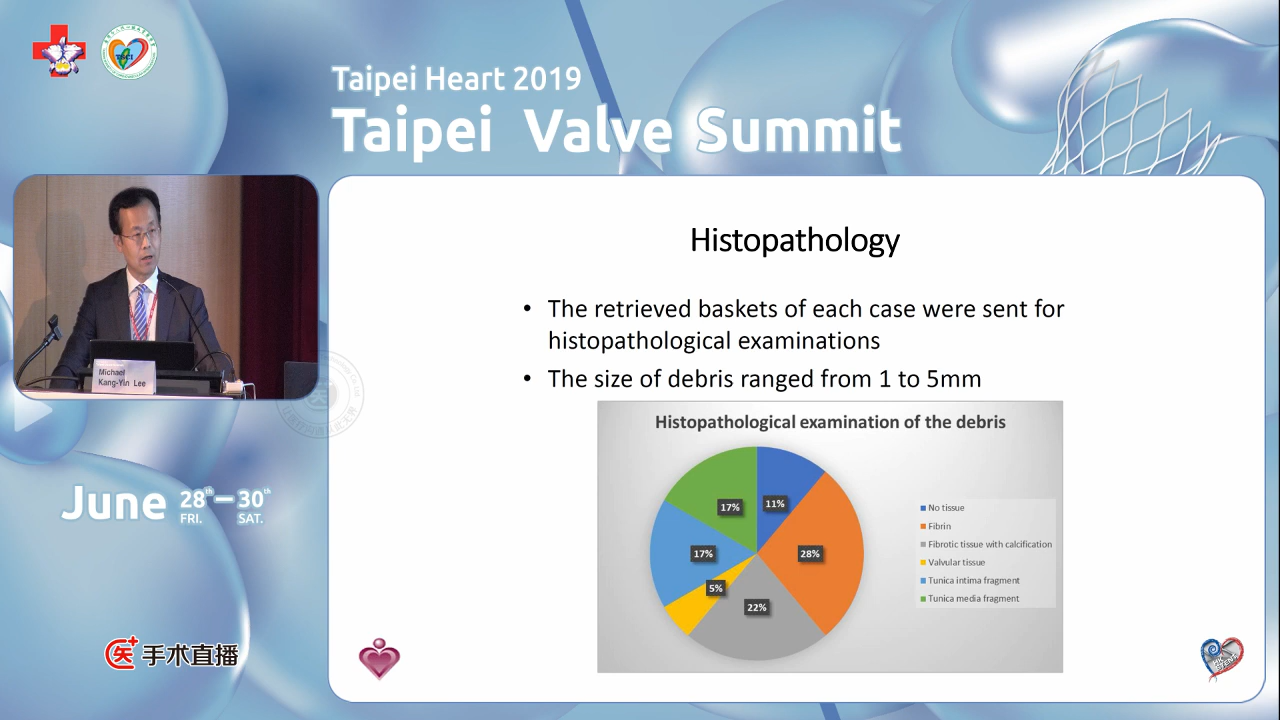 Taipei Heart 2019
Taipei Valve Summit
Michael
Kang-Yin Lee
June 28th – 30th
FRI. SAT.
手术直播
Histopathology
• The retrieved baskets of each case were sent for
histopathological examinations
• The size of debris ranged from 1 to 5mm
Histopathological examination of the debris
17%
11%
17%
28%
5%
22%
No tissue
Fibrin
Fibrotic tissue with calcification
Valvular tissue
Tunica intima fragment
Tunica media fragment